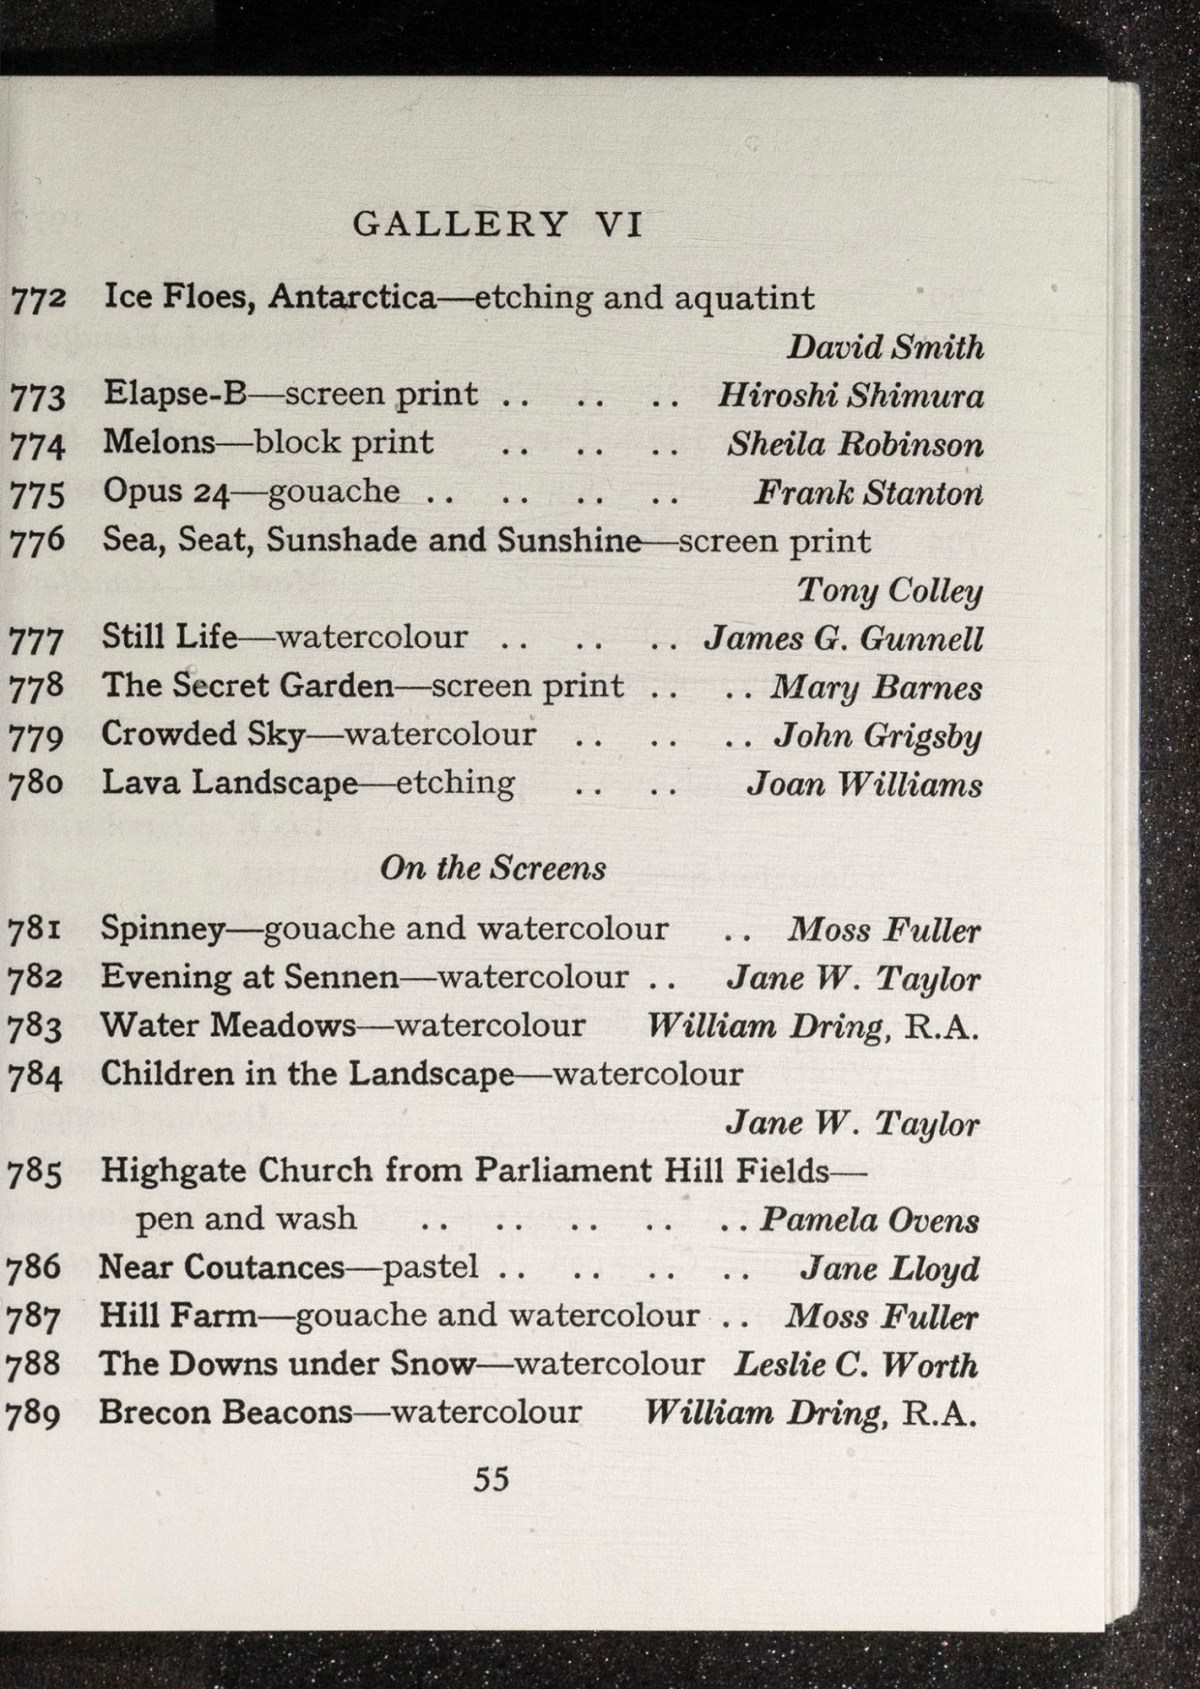 GALLERY VI
772 Ice Floes, Antarctica—etching and aquatint
David Smith
773 Elapse-B—screen print .. .. .. Hiroshi Shimura
774 Melons—block print .. .. .. Sheila Robinson
775 Opus 24—gouache .. .. .. .. Frank Stanton
776 Sea, Seat, Sunshade and Sunshine—screen print
Tony Colley
777 Still Life—watercolour .. .. .. James G. Gunnell
778 The Secret Garden—screen print .. .. Mary Barnes
779 Crowded Sky—watercolour .. .. .. John Grigsby
780 Lava Landscape—etching .. .. Joan Williams
On the Screens
781 Spinney—gouache and watercolour .. Moss Fuller
782 Evening at Sennen—watercolour .. Jane W. Taylor
783 Water Meadows—watercolour William Dring, R.A.
784 Children in the Landscape—watercolour
Jane W. Taylor
785 Highgate Church from Parliament Hill Fields—
pen and wash .. .. .. .. .. Pamela Ovens
786 Near Coutances—pastel .. .. .. .. Jane Lloyd
787 Hill Farm—gouache and watercolour .. Moss Fuller
788 The Downs under Snow—watercolour Leslie C. Worth
789 Brecon Beacons—watercolour William Dring, R.A.
55